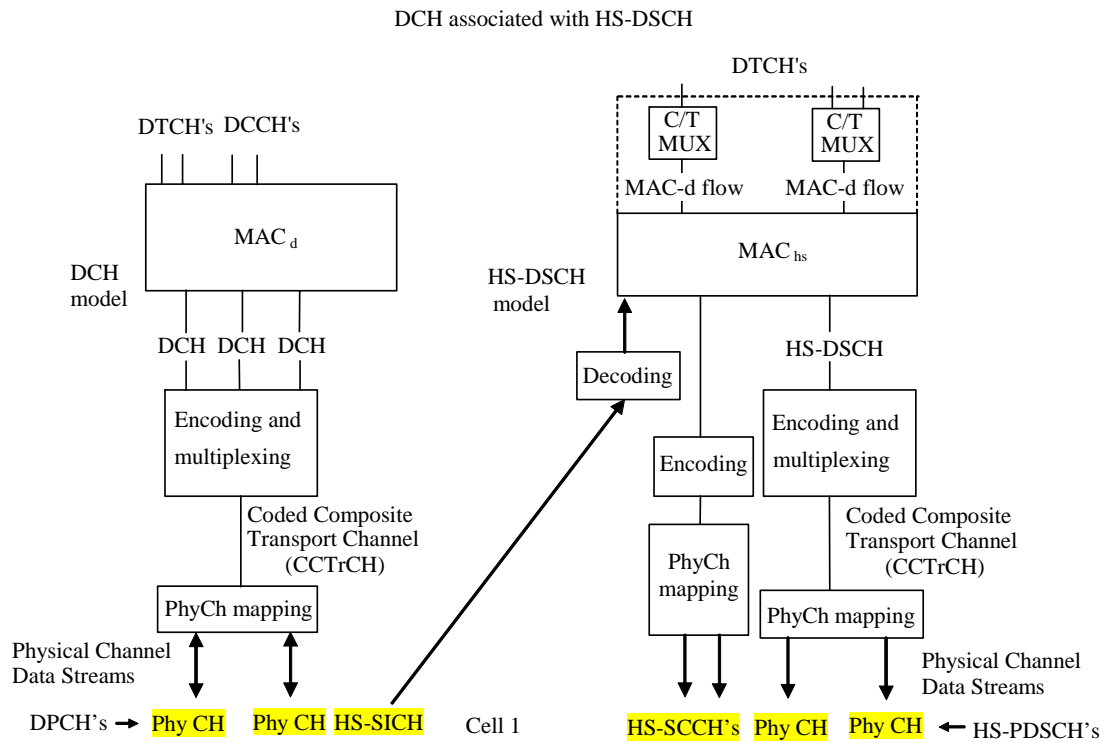 DCH associated with HS-DSCH
DTCH's
C/T
MUX
C/T
MUX
DTCH's DCCH's
MAC-d flow
MAC-d flow
MAC d
MAC hs
DCH
model
HS-DSCH
model
DCH DCH DCH
HS-DSCH
Decoding
Encoding and
multiplexing
Encoding
Encoding and
multiplexing
Coded Composite
Transport Channel
(CCTrCH)
Coded Composite
Transport Channel
(CCTrCH)
PhyCh
mapping
PhyCh mapping
PhyCh mapping
Physical Channel
Data Streams
Physical Channel
Data Streams
DPCH's Phy CH Phy CH HS-SICH Cell 1 HS-SCCH's Phy CH Phy CH HS-PDSCH's